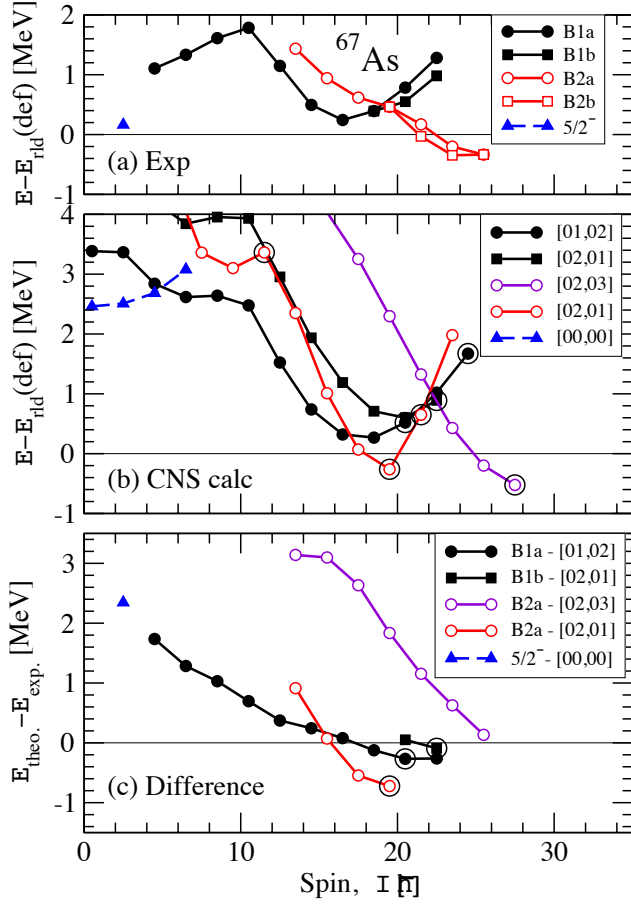 2
1
0
-1
E-E_rld(def) [MeV]
67As
B1a
B1b
B2a
B2b
5/2-
(a) Exp
4
3
2
1
0
-1
E-E_rld(def) [MeV]
[01,02]
[02,01]
[02,03]
[02,01]
[00,00]
(b) CNS calc
3
2
1
0
-1
E_theo.-E_exp. [MeV]
B1a - [01,02]
B1b - [02,01]
B2a - [02,03]
B2a - [02,01]
5/2- - [00,00]
(c) Difference
0 10 20 30
Spin, I [ħ]